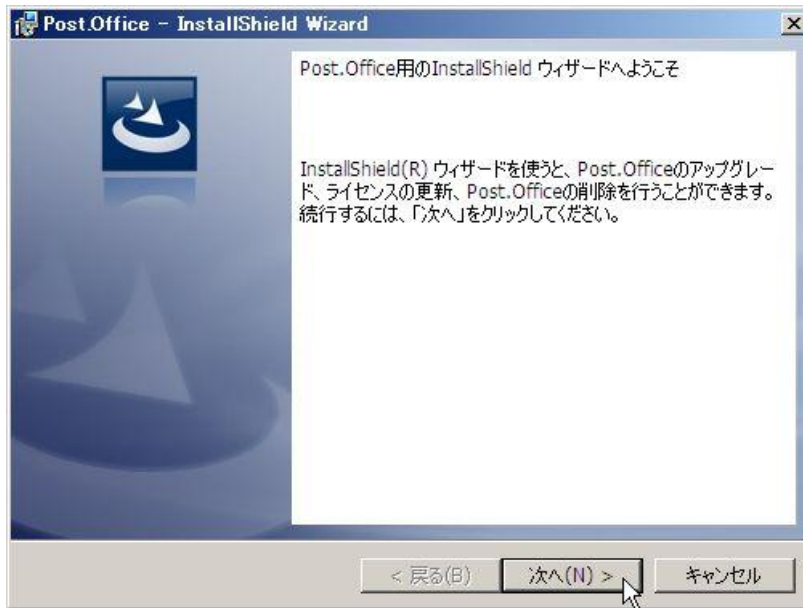 Post.Office - InstallShield Wizard
Post.Office用のInstallShield ウィザードへようこそ
InstallShield(R) ウィザードを使うと、Post.Officeのアップグレー
ド、ライセンスの更新、Post.Officeの削除を行うことができます。
続行するには、「次へ」をクリックしてください。
< 戻る(B)
次へ(N) >
キャンセル